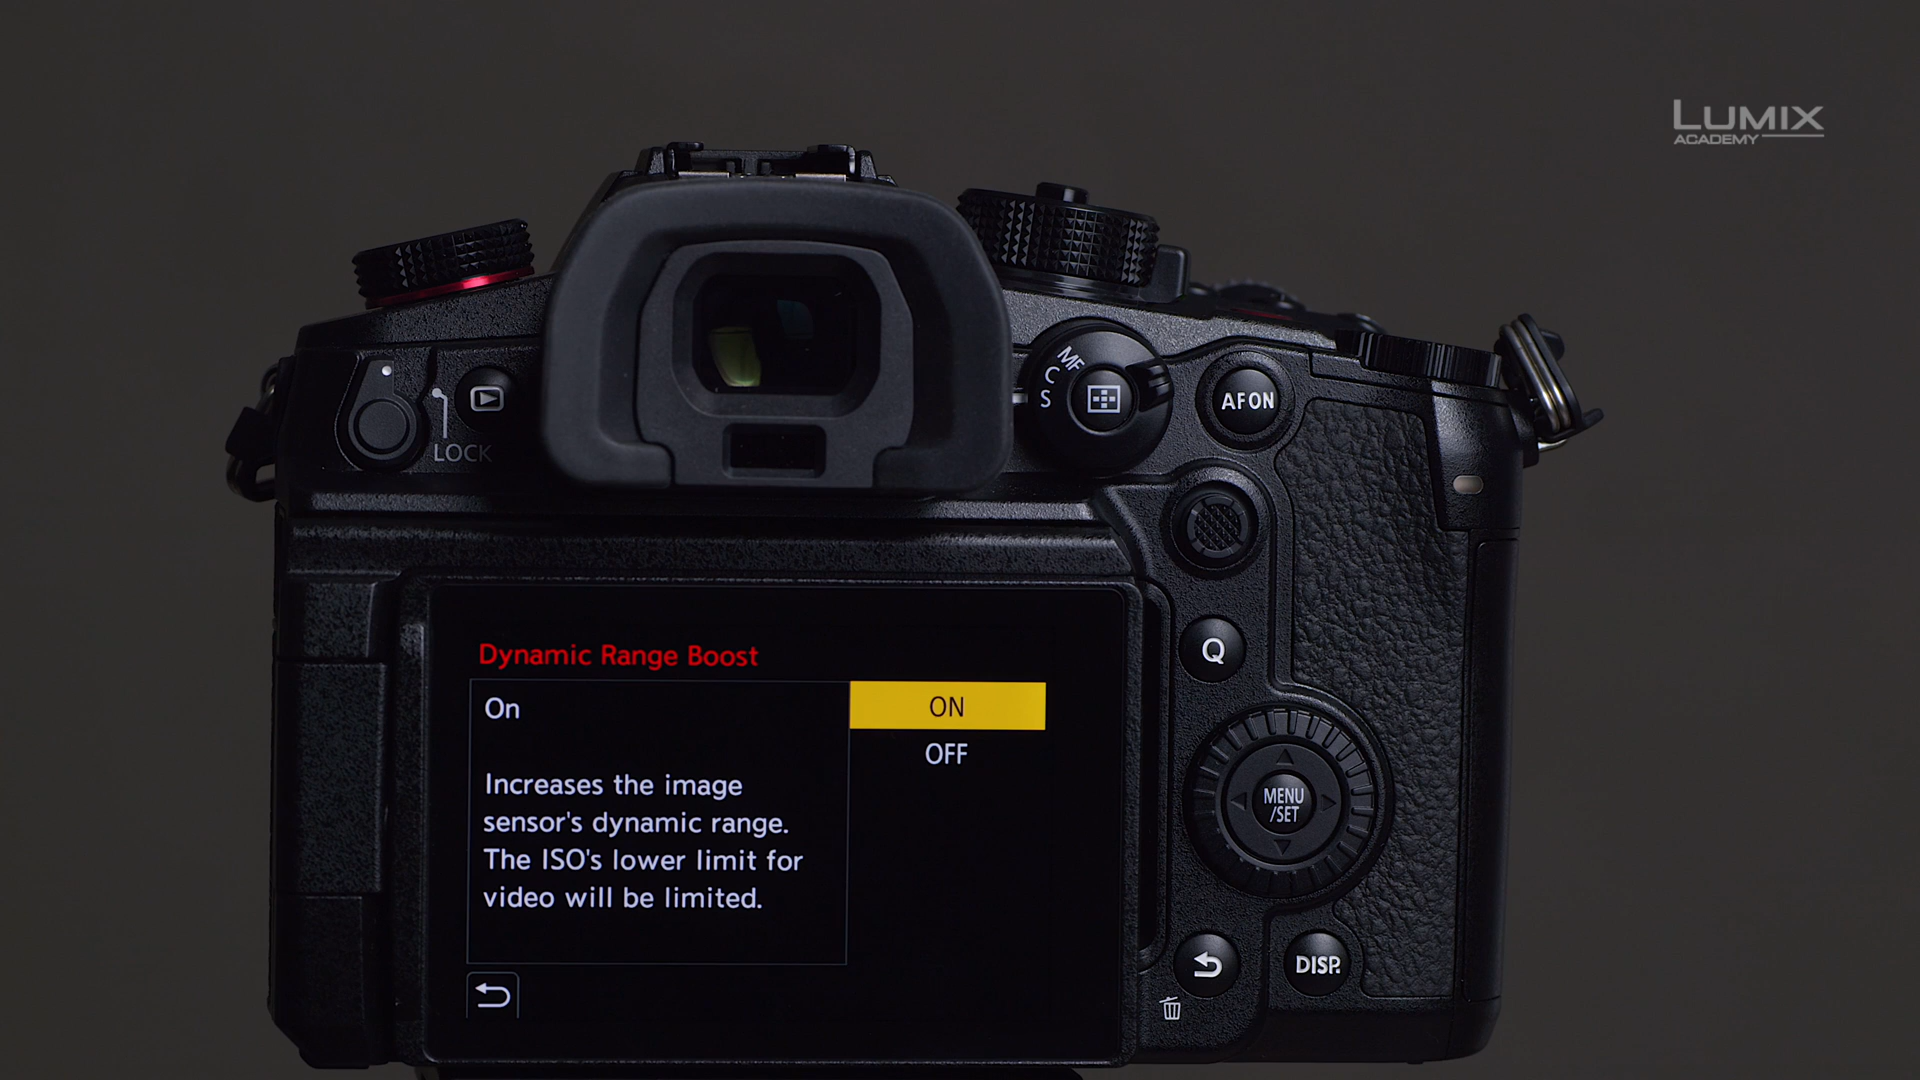 LUMIX
ACADEMY
MF
C
S
AF ON
LOCK
Q
Dynamic Range Boost
On
ON
OFF
Increases the image
sensor's dynamic range.
The ISO's lower limit for
video will be limited.
MENU
/SET
DISP.